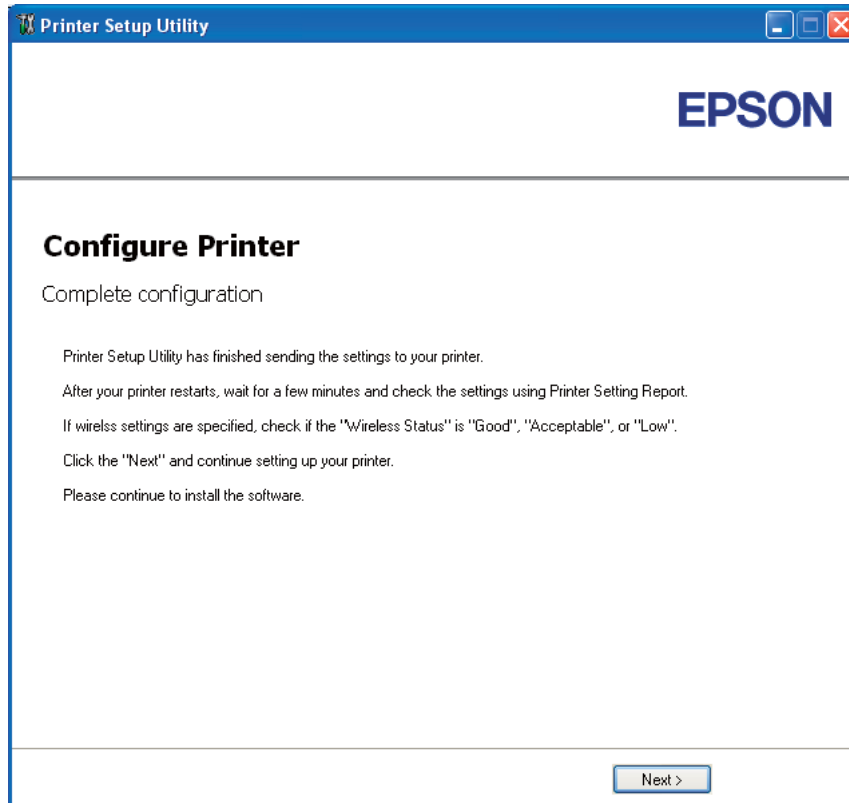 Printer Setup Utility
EPSON
Configure Printer
Complete configuration
Printer Setup Utility has finished sending the settings to your printer.
After your printer restarts, wait for a few minutes and check the settings using Printer Setting Report.
If wirelss settings are specified, check if the "Wireless Status" is "Good", "Acceptable", or "Low".
Click the "Next" and continue setting up your printer.
Please continue to install the software.
Next >